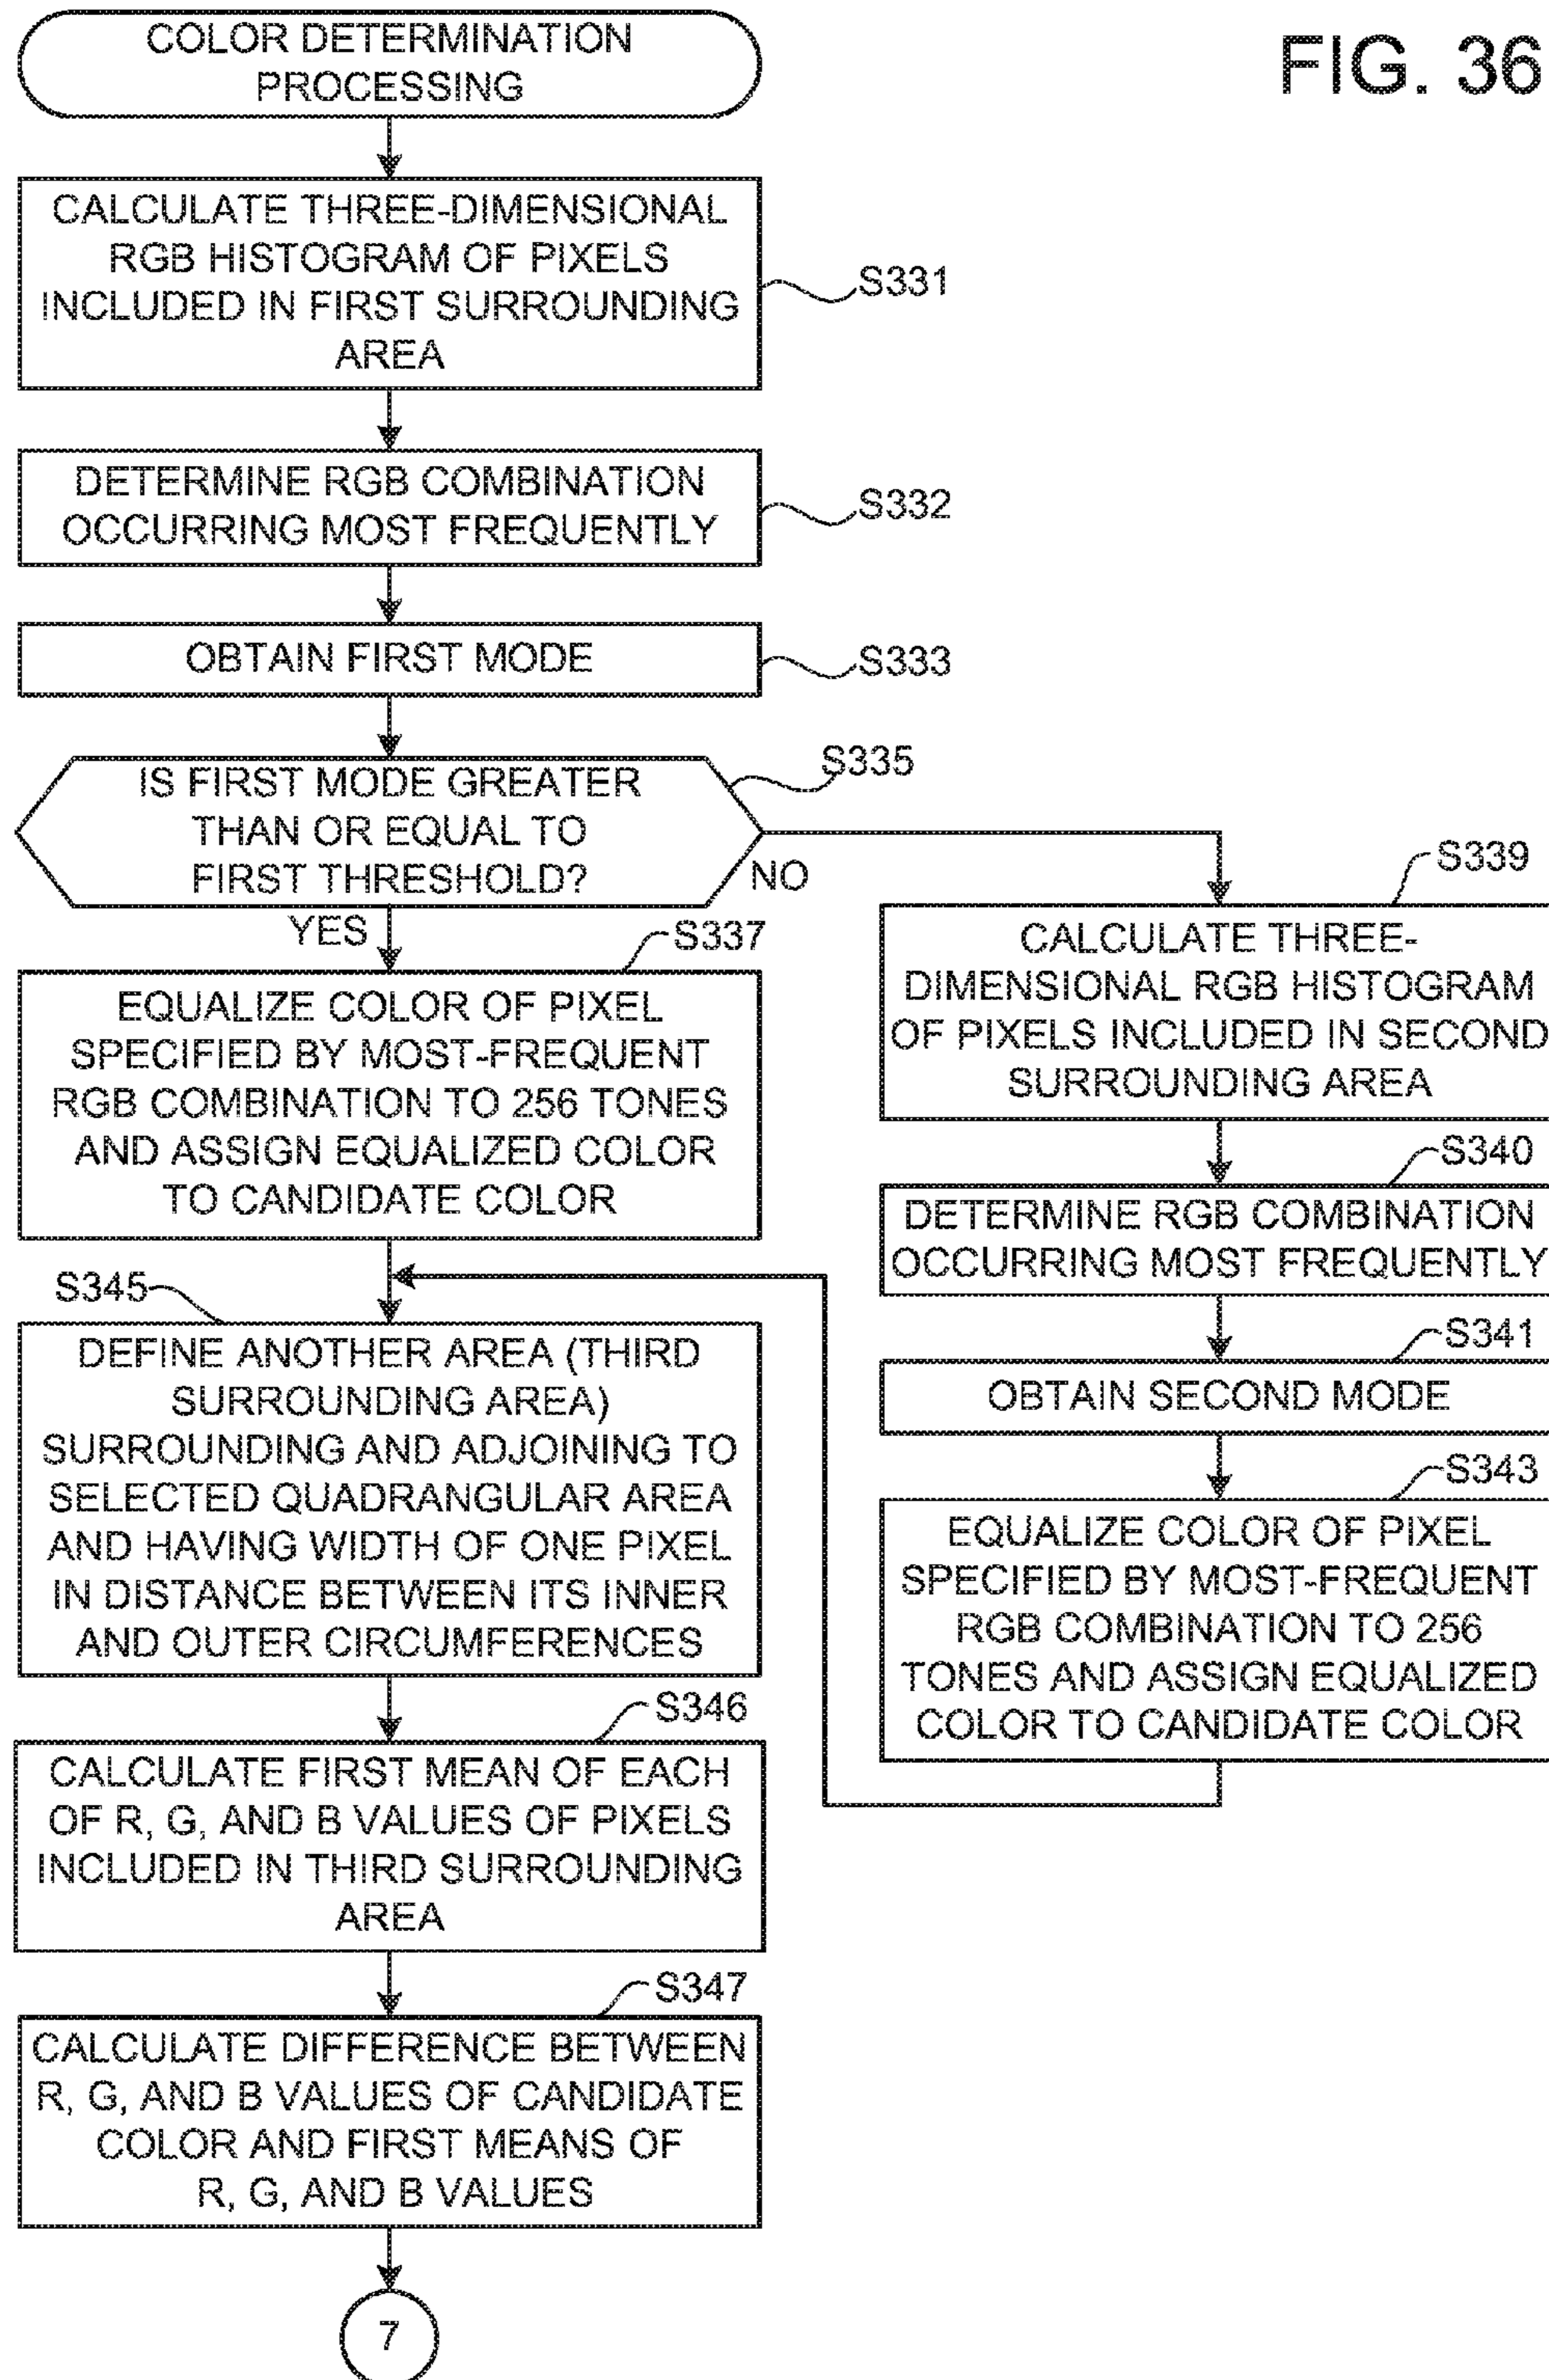 FIG. 36
COLOR DETERMINATION
PROCESSING
CALCULATE THREE-DIMENSIONAL
RGB HISTOGRAM OF PIXELS
INCLUDED IN FIRST SURROUNDING
AREA
S331
DETERMINE RGB COMBINATION
OCCURRING MOST FREQUENTLY
S332
OBTAIN FIRST MODE
S333
IS FIRST MODE GREATER
THAN OR EQUAL TO
FIRST THRESHOLD?
S335
NO
YES
S337
EQUALIZE COLOR OF PIXEL
SPECIFIED BY MOST-FREQUENT
RGB COMBINATION TO 256 TONES
AND ASSIGN EQUALIZED COLOR
TO CANDIDATE COLOR
S339
CALCULATE THREE-
DIMENSIONAL RGB HISTOGRAM
OF PIXELS INCLUDED IN SECOND
SURROUNDING AREA
S340
DETERMINE RGB COMBINATION
OCCURRING MOST FREQUENTLY
S341
OBTAIN SECOND MODE
S343
EQUALIZE COLOR OF PIXEL
SPECIFIED BY MOST-FREQUENT
RGB COMBINATION TO 256
TONES AND ASSIGN EQUALIZED
COLOR TO CANDIDATE COLOR
S345
DEFINE ANOTHER AREA (THIRD
SURROUNDING AREA)
SURROUNDING AND ADJOINING TO
SELECTED QUADRANGULAR AREA
AND HAVING WIDTH OF ONE PIXEL
IN DISTANCE BETWEEN ITS INNER
AND OUTER CIRCUMFERENCES
S346
CALCULATE FIRST MEAN OF EACH
OF R, G, AND B VALUES OF PIXELS
INCLUDED IN THIRD SURROUNDING
AREA
S347
CALCULATE DIFFERENCE BETWEEN
R, G, AND B VALUES OF CANDIDATE
COLOR AND FIRST MEANS OF
R, G, AND B VALUES
7